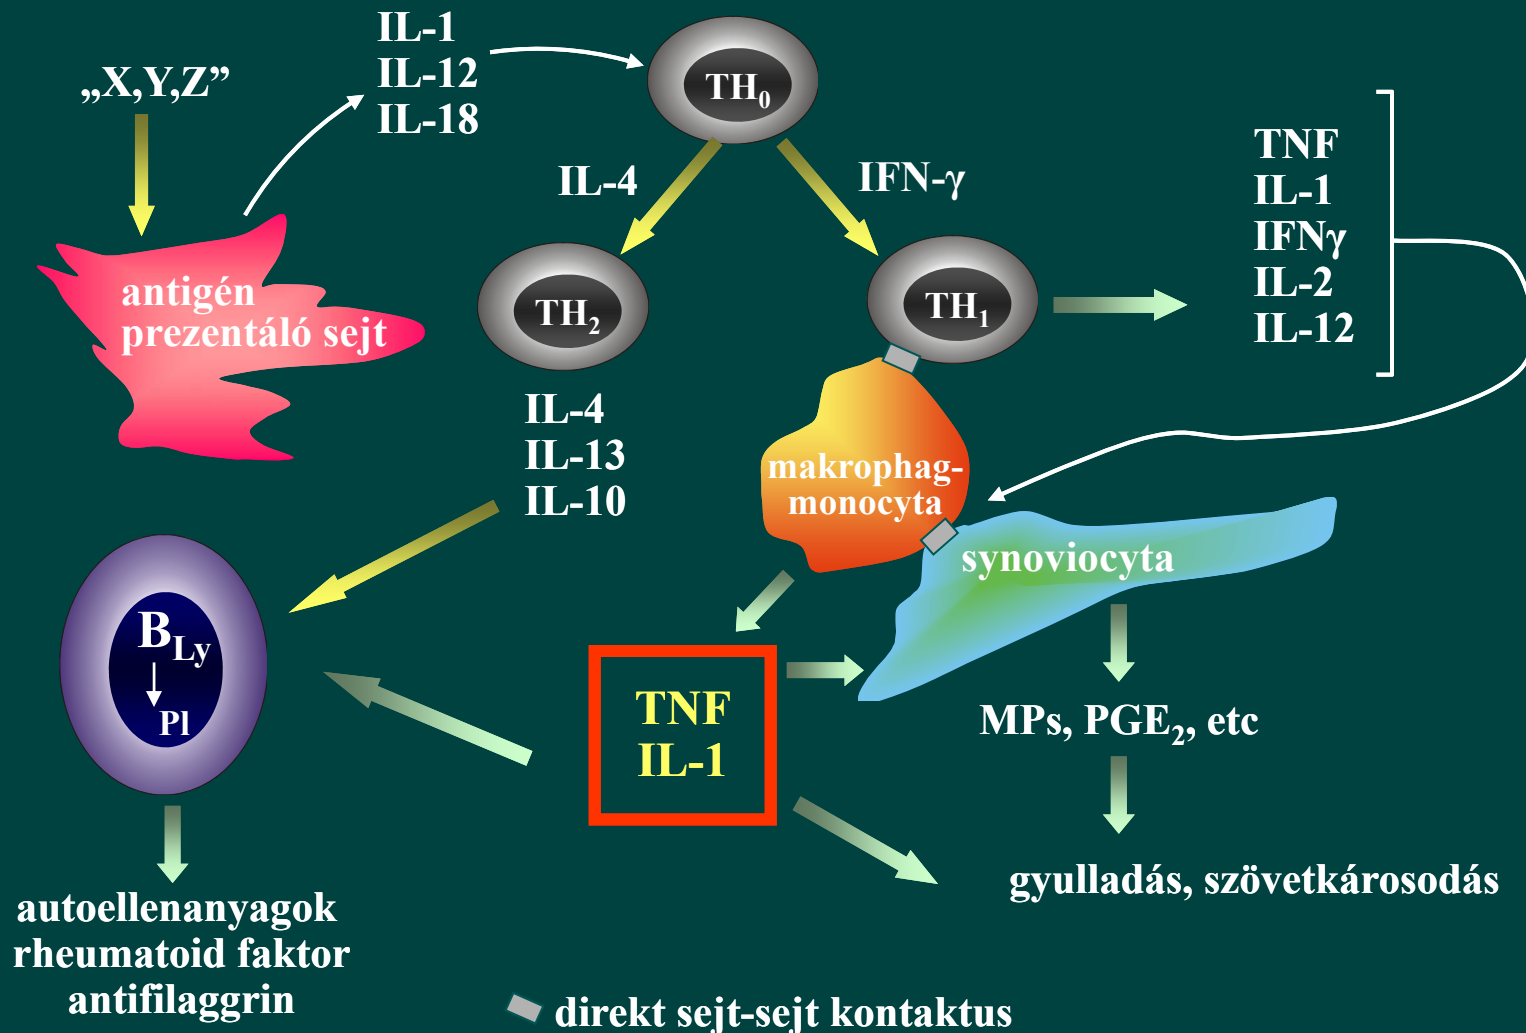 „X,Y,Z”
IL-1
IL-12
IL-18
TH₀
IL-4
IFN-γ
antigén
prezentáló sejt
TH₂
TH₁
TNF
IL-1
IFNγ
IL-2
IL-12
IL-4
IL-13
IL-10
makrophag-
monocyta
synoviocyta
B Ly
Pl
TNF
IL-1
MPs, PGE₂, etc
gyulladás, szövetkárosodás
autoellenanyagok
rheumatoid faktor
antifilaggrin
direkt sejt-sejt kontaktus